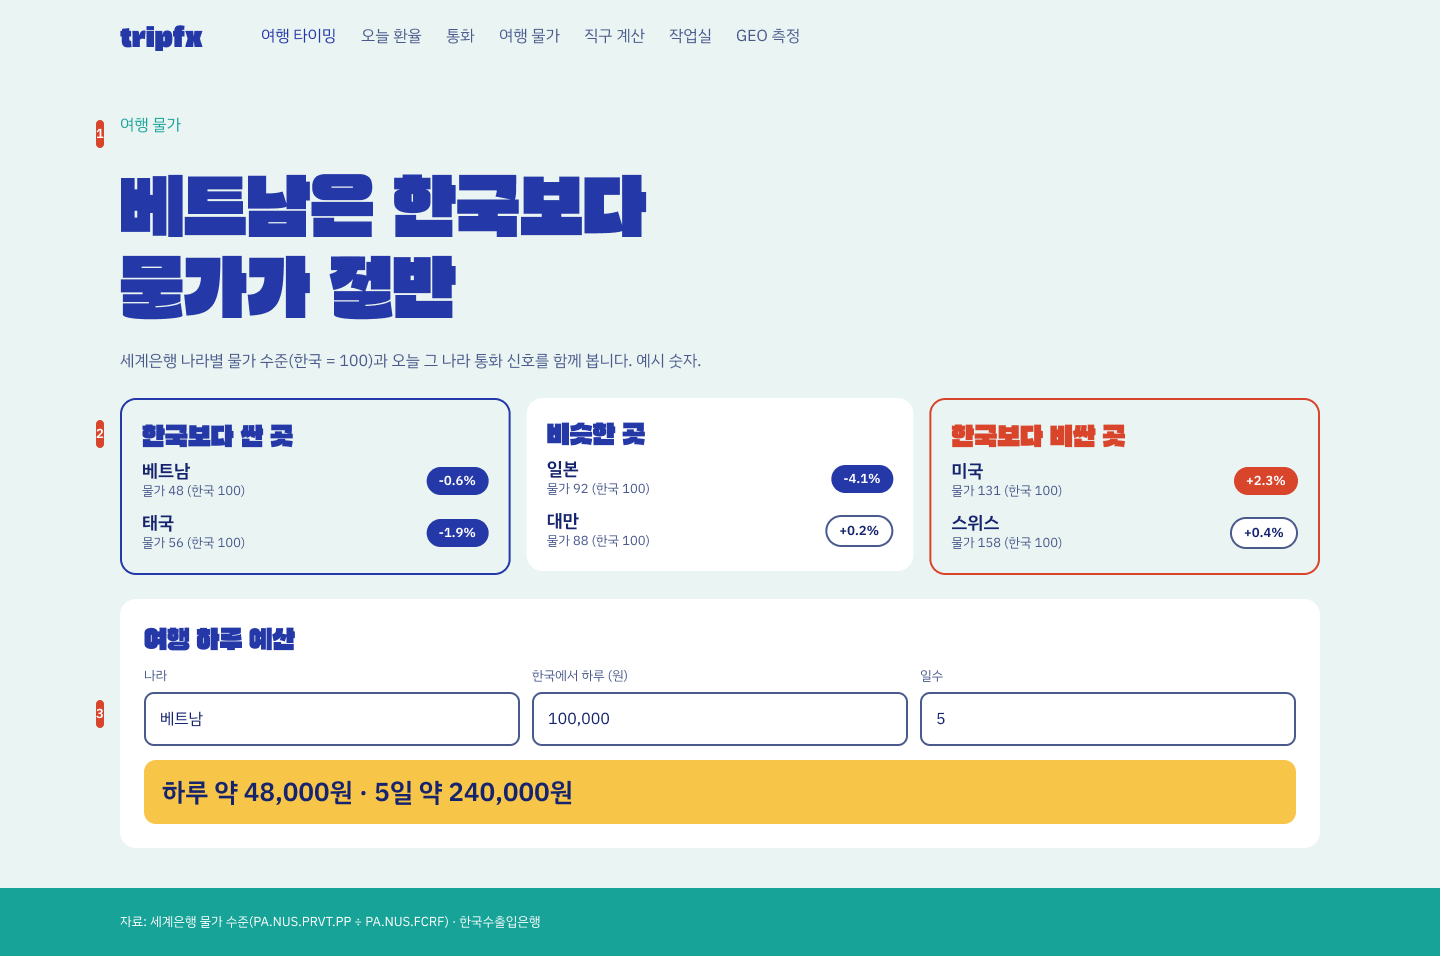 tripfx
여행 타이밍 오늘 환율 통화 여행 물가 직구 계산 작업실 GEO 측정
1
여행 물가
베트남은 한국보다
물가가 절반
세계은행 나라별 물가 수준(한국 = 100)과 오늘 그 나라 통화 신호를 함께 봅니다. 예시 숫자.
2
한국보다 싼 곳
베트남
물가 48 (한국 100)
-0.6%
태국
물가 56 (한국 100)
-1.9%
비슷한 곳
일본
물가 92 (한국 100)
-4.1%
대만
물가 88 (한국 100)
+0.2%
한국보다 비싼 곳
미국
물가 131 (한국 100)
+2.3%
스위스
물가 158 (한국 100)
+0.4%
여행 하루 예산
3
나라
베트남
한국에서 하루 (원)
100,000
일수
5
하루 약 48,000원 · 5일 약 240,000원
자료: 세계은행 물가 수준(PA.NUS.PRVT.PP ÷ PA.NUS.FCRF) · 한국수출입은행